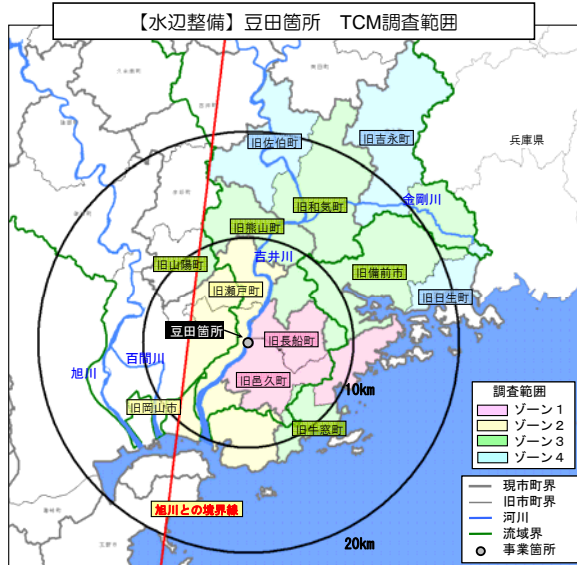 【水辺整備】豆田箇所 TCM調査範囲
兵庫県
旧吉永町
旧佐伯町
金剛川
旧和気町
旧熊山町
吉井川
旧山陽町
旧備前市
旧瀬戸町
旧日生町
豆田箇所
旧長船町
百間川
旭川
旧邑久町
10km
旧岡山市
旧牛窓町
調査範囲
ゾーン1
ゾーン2
ゾーン3
ゾーン4
旭川との境界線
20km
現市町界
旧市町界
河川
流域界
事業箇所